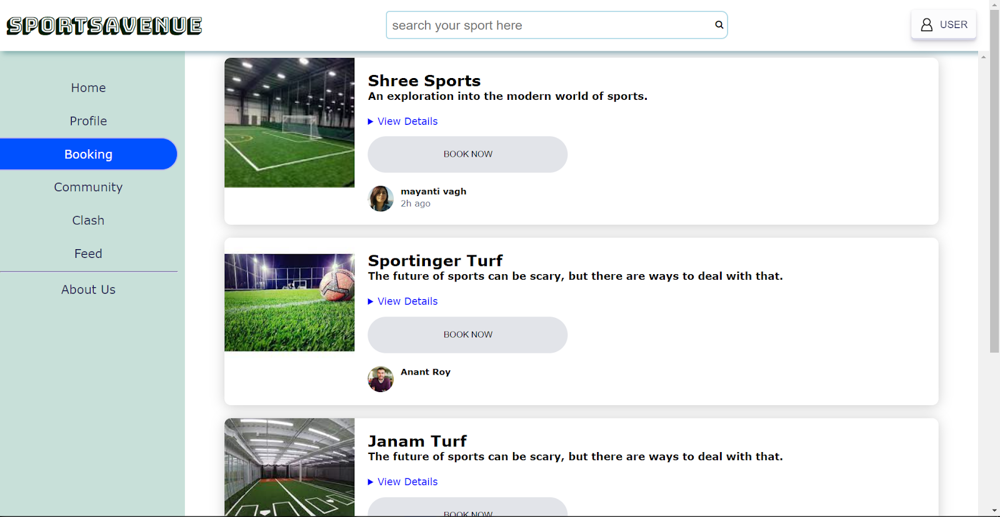 SPORTSAVENUE
search your sport here
USER
Home
Profile
Booking
Community
Clash
Feed
About Us
Shree Sports
An exploration into the modern world of sports.
View Details
BOOK NOW
mayanti vagh
2h ago
Sportinger Turf
The future of sports can be scary, but there are ways to deal with that.
View Details
BOOK NOW
Anant Roy
Janam Turf
The future of sports can be scary, but there are ways to deal with that.
View Details
BOOK NOW